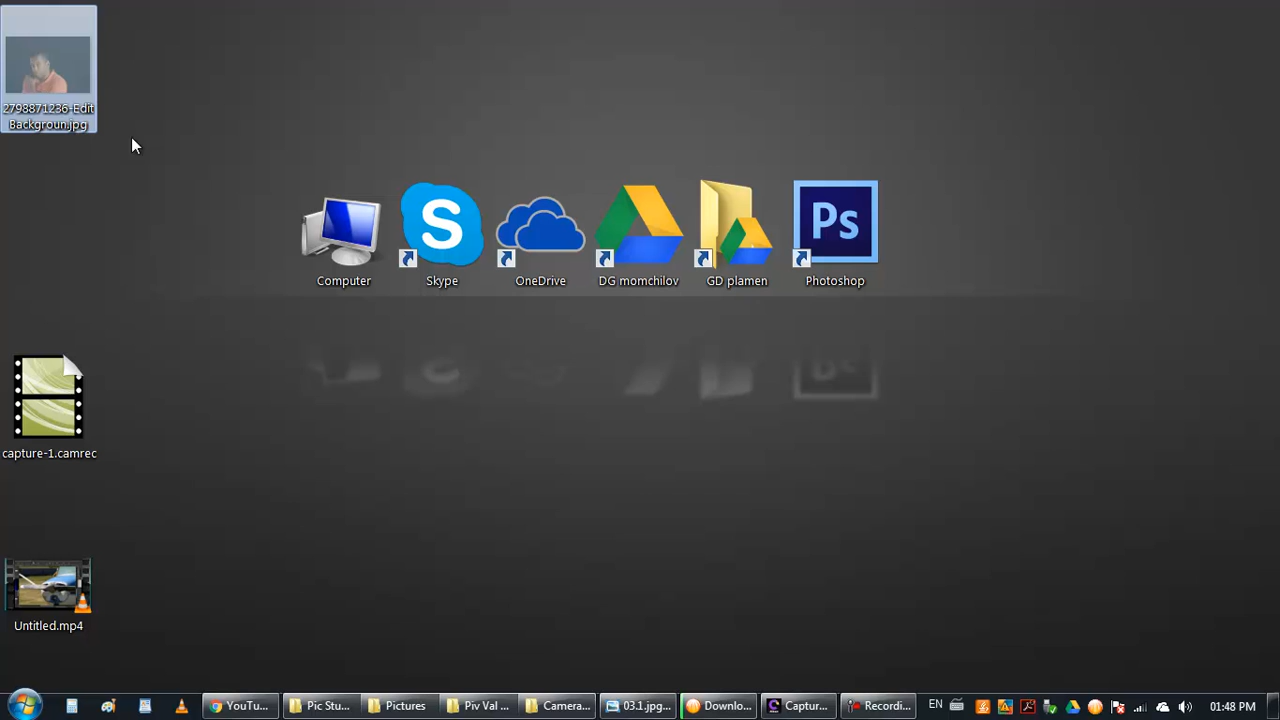 2798871236-Edit
Backgroun.jpg
S
Ps
Computer
Skype
OneDrive
DG momchilov
GD plamen
Photoshop
capture-1.camrec
Untitled.mp4
YouTu...
Pic Stu...
Pictures
Piv Val ...
Camera...
03.1.jpg...
Downlo...
Captur...
Recordi...
EN
01:48 PM